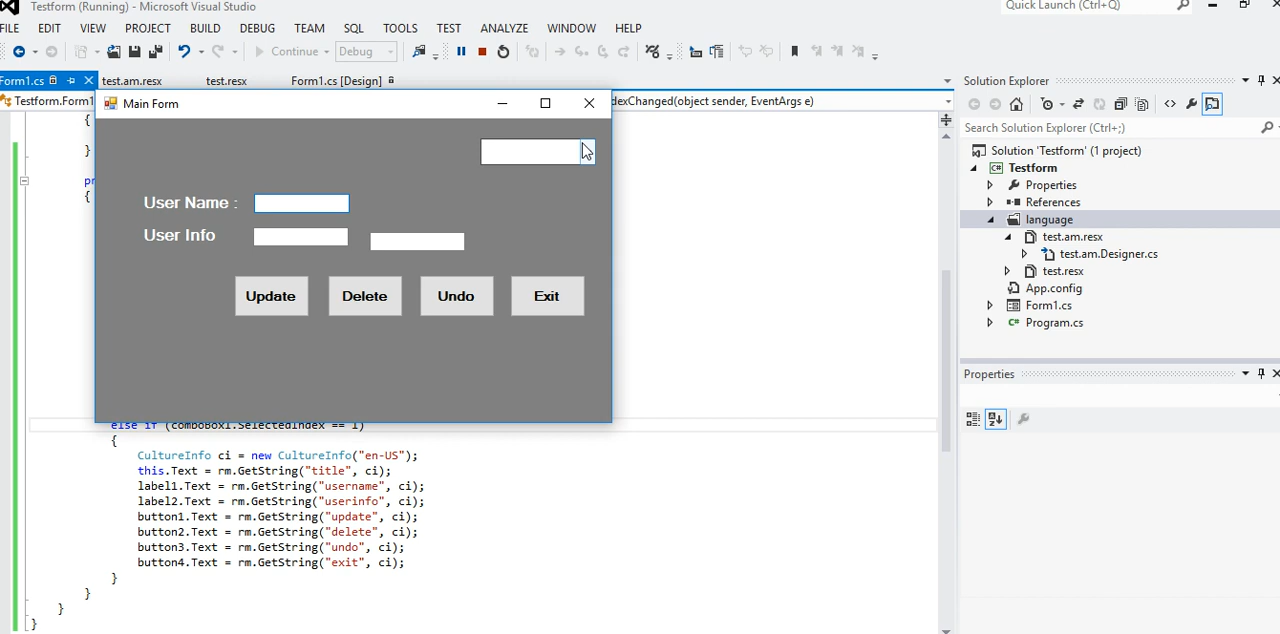 Testform (Running) - Microsoft Visual Studio
Quick Launch (Ctrl+Q)
FILE EDIT VIEW PROJECT BUILD DEBUG TEAM SQL TOOLS TEST ANALYZE WINDOW HELP
Continue Debug
Form1.cs test.am.resx test.resx Form1.cs [Design]
Solution Explorer
Testform.Form1
dexChanged(object sender, EventArgs e)
Main Form
Search Solution Explorer (Ctrl+;)
{
}
pr
{
User Name :
User Info
Update Delete Undo Exit
Solution 'Testform' (1 project)
Testform
Properties
References
language
test.am.resx
test.am.Designer.cs
test.resx
App.config
Form1.cs
Program.cs
Properties
else if (comboBox1.SelectedIndex == 1)
{
CultureInfo ci = new CultureInfo("en-US");
this.Text = rm.GetString("title", ci);
label1.Text = rm.GetString("username", ci);
label2.Text = rm.GetString("userinfo", ci);
button1.Text = rm.GetString("update", ci);
button2.Text = rm.GetString("delete", ci);
button3.Text = rm.GetString("undo", ci);
button4.Text = rm.GetString("exit", ci);
}
}
}
}